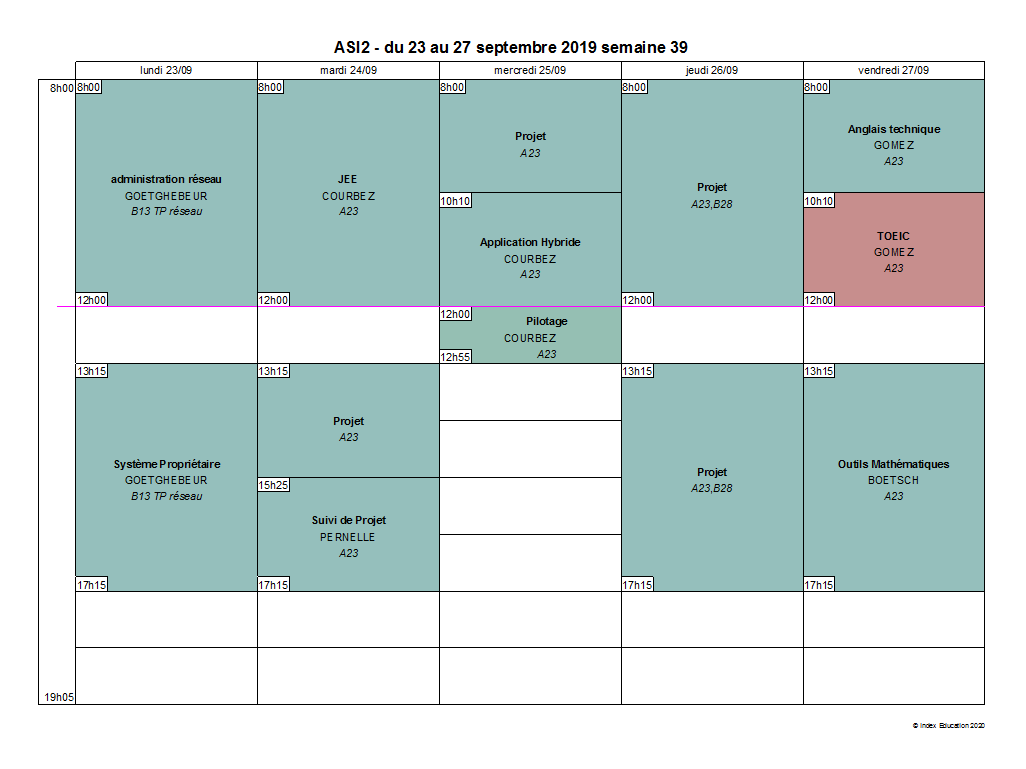 ASI2 - du 23 au 27 septembre 2019 semaine 39
lundi 23/09
mardi 24/09
mercredi 25/09
jeudi 26/09
vendredi 27/09
8h00
19h05
8h00
administration réseau
GOETGHEBEUR
B13 TP réseau
12h00
13h15
Système Propriétaire
GOETGHEBEUR
B13 TP réseau
17h15
8h00
JEE
COURBEZ
A23
12h00
13h15
Projet
A23
15h25
Suivi de Projet
PERNELLE
A23
17h15
8h00
Projet
A23
10h10
Application Hybride
COURBEZ
A23
12h00
Pilotage
COURBEZ
A23
12h55
8h00
Projet
A23,B28
12h00
13h15
Projet
A23,B28
17h15
8h00
Anglais technique
GOMEZ
A23
10h10
TOEIC
GOMEZ
A23
12h00
13h15
Outils Mathématiques
BOETSCH
A23
17h15
© Index Education 2020